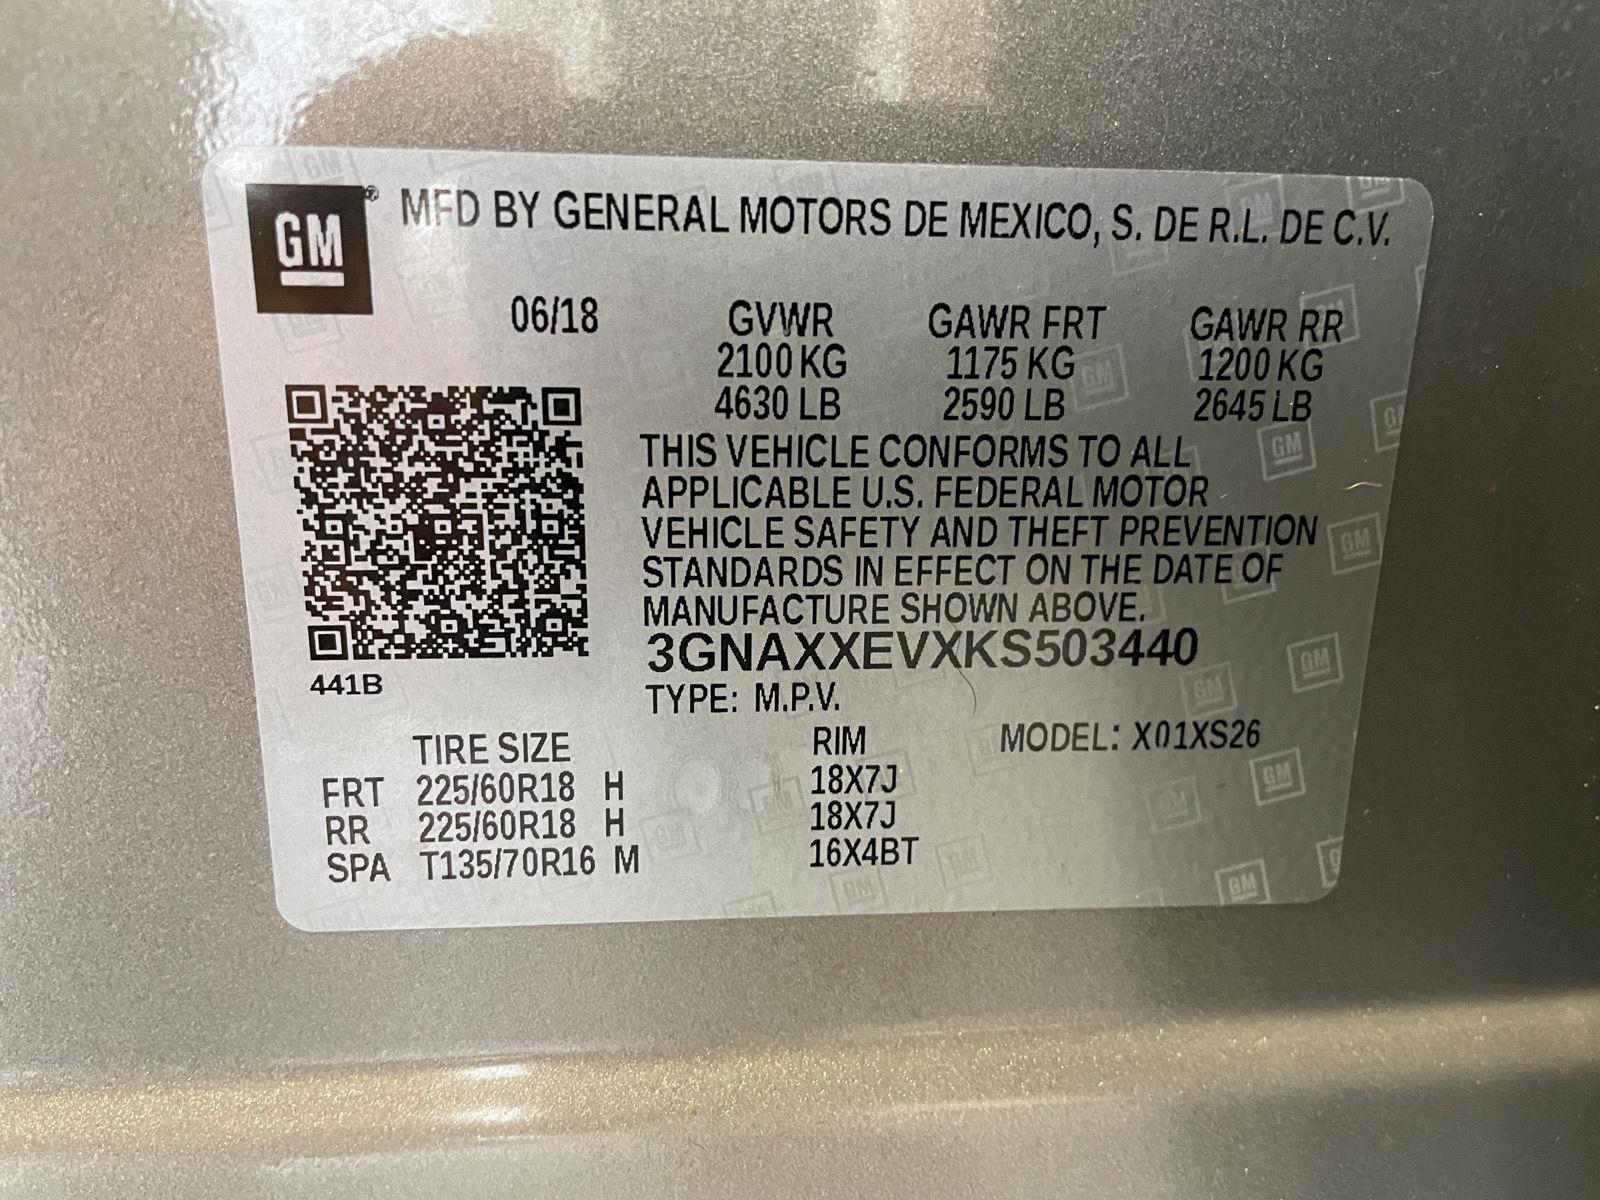 GM® MFD BY GENERAL MOTORS DE MEXICO, S. DE R.L. DE C.V.
06/18 GVWR GAWR FRT GAWR RR
2100 KG 1175 KG 1200 KG
4630 LB 2590 LB 2645 LB
THIS VEHICLE CONFORMS TO ALL
APPLICABLE U.S. FEDERAL MOTOR
VEHICLE SAFETY AND THEFT PREVENTION
STANDARDS IN EFFECT ON THE DATE OF
MANUFACTURE SHOWN ABOVE.
3GNAXXEVXKS503440
441B
TYPE: M.P.V.
TIRE SIZE RIM MODEL: X01XS26
FRT 225/60R18 H 18X7J
RR 225/60R18 H 18X7J
SPA T135/70R16 M 16X4BT